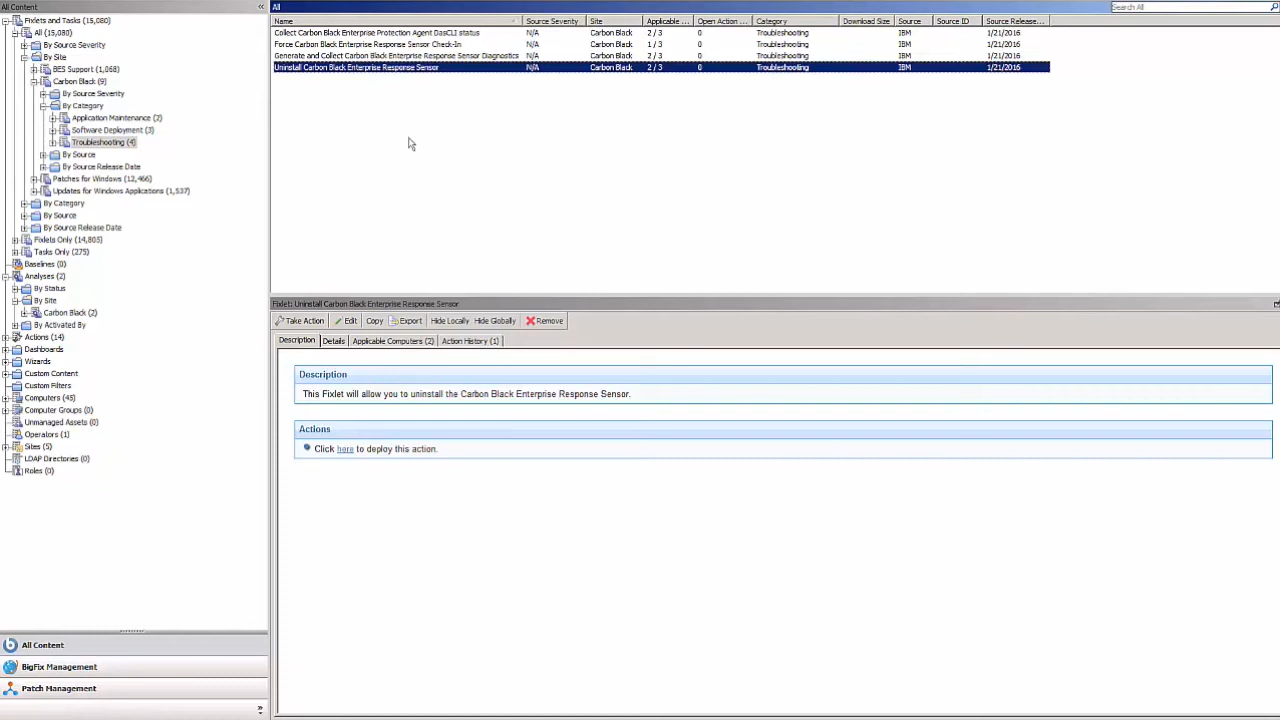 All Content «
Fixlets and Tasks (15,080)
All (15,080)
By Source Severity
By Site
BES Support (1,068)
Carbon Black (9)
By Source Severity
By Category
Application Maintenance (2)
Software Deployment (3)
Troubleshooting (4)
By Source
By Source Release Date
Patches for Windows (12,466)
Updates for Windows Applications (1,537)
By Category
By Source
By Source Release Date
Fixlets Only (14,805)
Tasks Only (275)
Baselines (0)
Analyses (2)
By Status
By Site
Carbon Black (2)
By Activated By
Actions (14)
Dashboards
Wizards
Custom Content
Custom Filters
Computers (45)
Computer Groups (0)
Unmanaged Assets (0)
Operators (1)
Sites (5)
LDAP Directories (0)
Roles (0)
All Content
BigFix Management
Patch Management
»
All Search All
Name Source Severity Site Applicable ... Open Action ... Category Download Size Source Source ID Source Release...
Collect Carbon Black Enterprise Protection Agent DasCLI status N/A Carbon Black 2 / 3 0 Troubleshooting IBM 1/21/2016
Force Carbon Black Enterprise Response Sensor Check-In N/A Carbon Black 1 / 3 0 Troubleshooting IBM 1/21/2016
Generate and Collect Carbon Black Enterprise Response Sensor Diagnostics N/A Carbon Black 2 / 3 0 Troubleshooting IBM 1/21/2016
Uninstall Carbon Black Enterprise Response Sensor N/A Carbon Black 2 / 3 0 Troubleshooting IBM 1/21/2016
Fixlet: Uninstall Carbon Black Enterprise Response Sensor
Take Action Edit Copy Export Hide Locally Hide Globally Remove
Description Details Applicable Computers (2) Action History (1)
Description
This Fixlet will allow you to uninstall the Carbon Black Enterprise Response Sensor.
Actions
Click here to deploy this action.